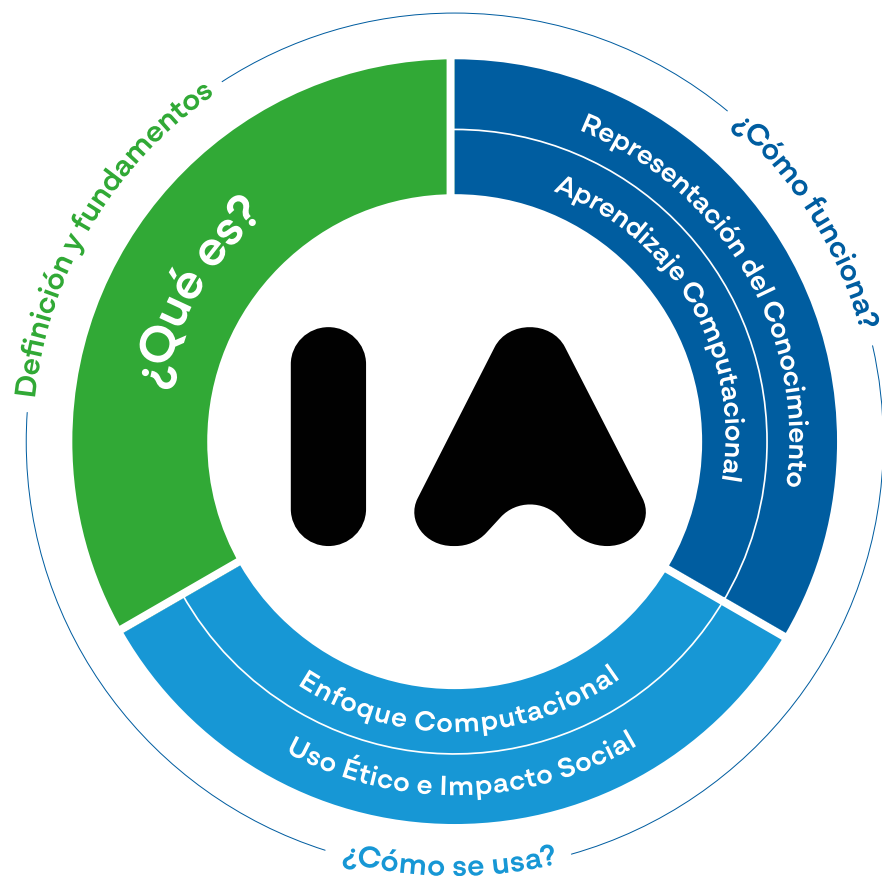 Definición y fundamentos
¿Qué es?
¿Cómo funciona?
Representación del Conocimiento
Aprendizaje Computacional
IA
Enfoque Computacional
Uso Ético e Impacto Social
¿Cómo se usa?